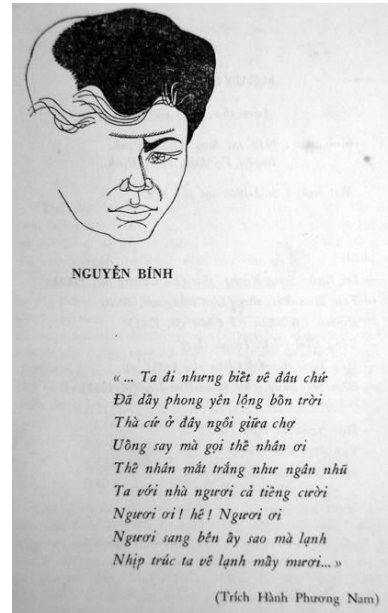 NGUYỄN BÍNH
« ... Ta đi nhưng biết về đâu chứ
Đã dầy phong yên lộng bốn trời
Thà cứ ở đây ngồi giữa chợ
Uống say mà gọi thế nhân ơi
Thế nhân mắt trắng như ngân nhũ
Ta với nhà ngươi cả tiếng cười
Ngươi ơi ! hề ! Ngươi ơi
Ngươi sang bên ấy sao mà lạnh
Nhịp trúc ta về lạnh mấy mươi... »
(Trích Hành Phương Nam)